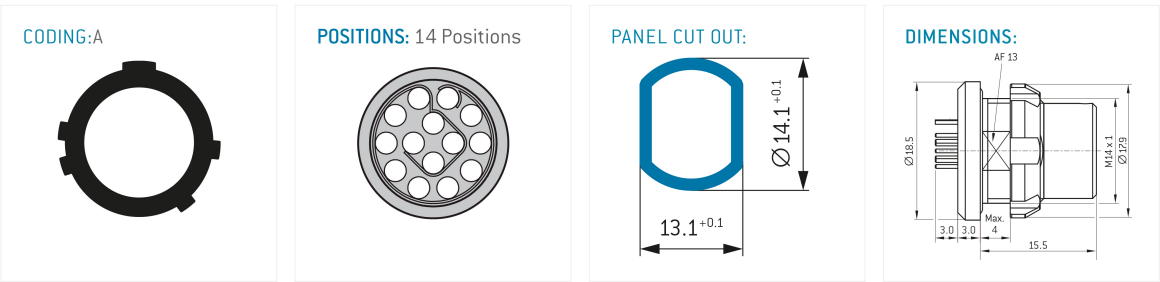 CODING:A
POSITIONS: 14 Positions
PANEL CUT OUT:
Ø 14.1 +0.1
13.1 +0.1
DIMENSIONS:
AF 13
Ø 18.5
M14 x 1
Ø 17.9
Max.
3.0 3.0 4
15.5